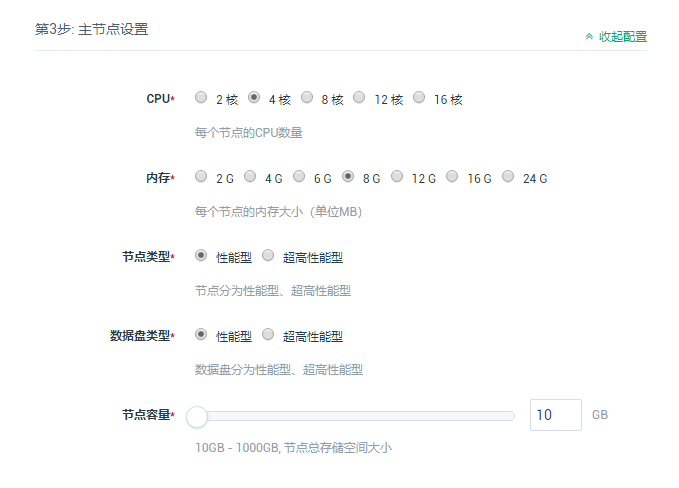 第3步: 主节点设置
收起配置
CPU* 2 核 4 核 8 核 12 核 16 核
每个节点的CPU数量
内存* 2 G 4 G 6 G 8 G 12 G 16 G 24 G
每个节点的内存大小（单位MB）
节点类型* 性能型 超高性能型
节点分为性能型、超高性能型
数据盘类型* 性能型 超高性能型
数据盘分为性能型、超高性能型
节点容量* 10 GB
10GB - 1000GB, 节点总存储空间大小